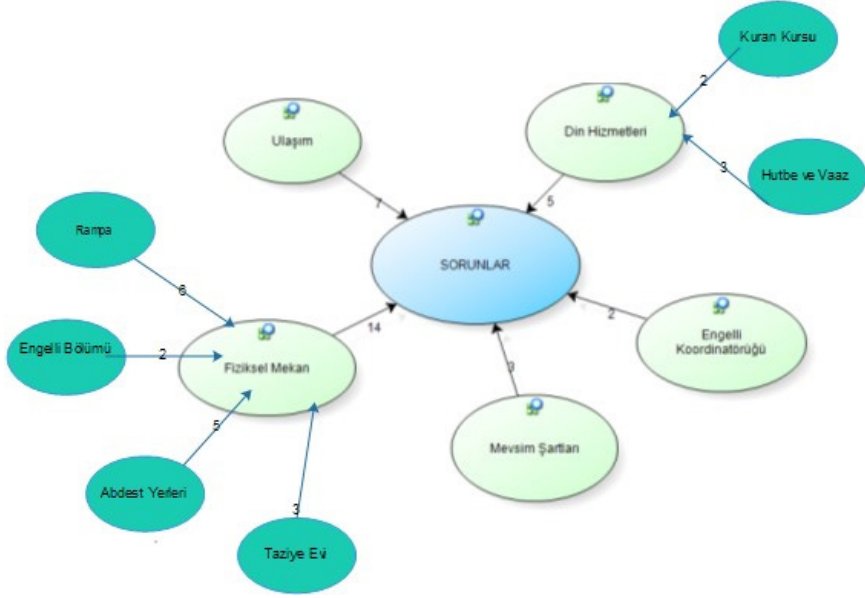 Kuran Kursu
2
Ulaşım
Din Hizmetleri
3
Hutbe ve Vaaz
7
5
Rampa
SORUNLAR
6
2
Engelli
Koordinatörüğü
14
Engelli Bölümü
2
Fiziksel Mekan
3
5
Mevsim Şartları
Abdest Yerleri
3
Taziye Evi